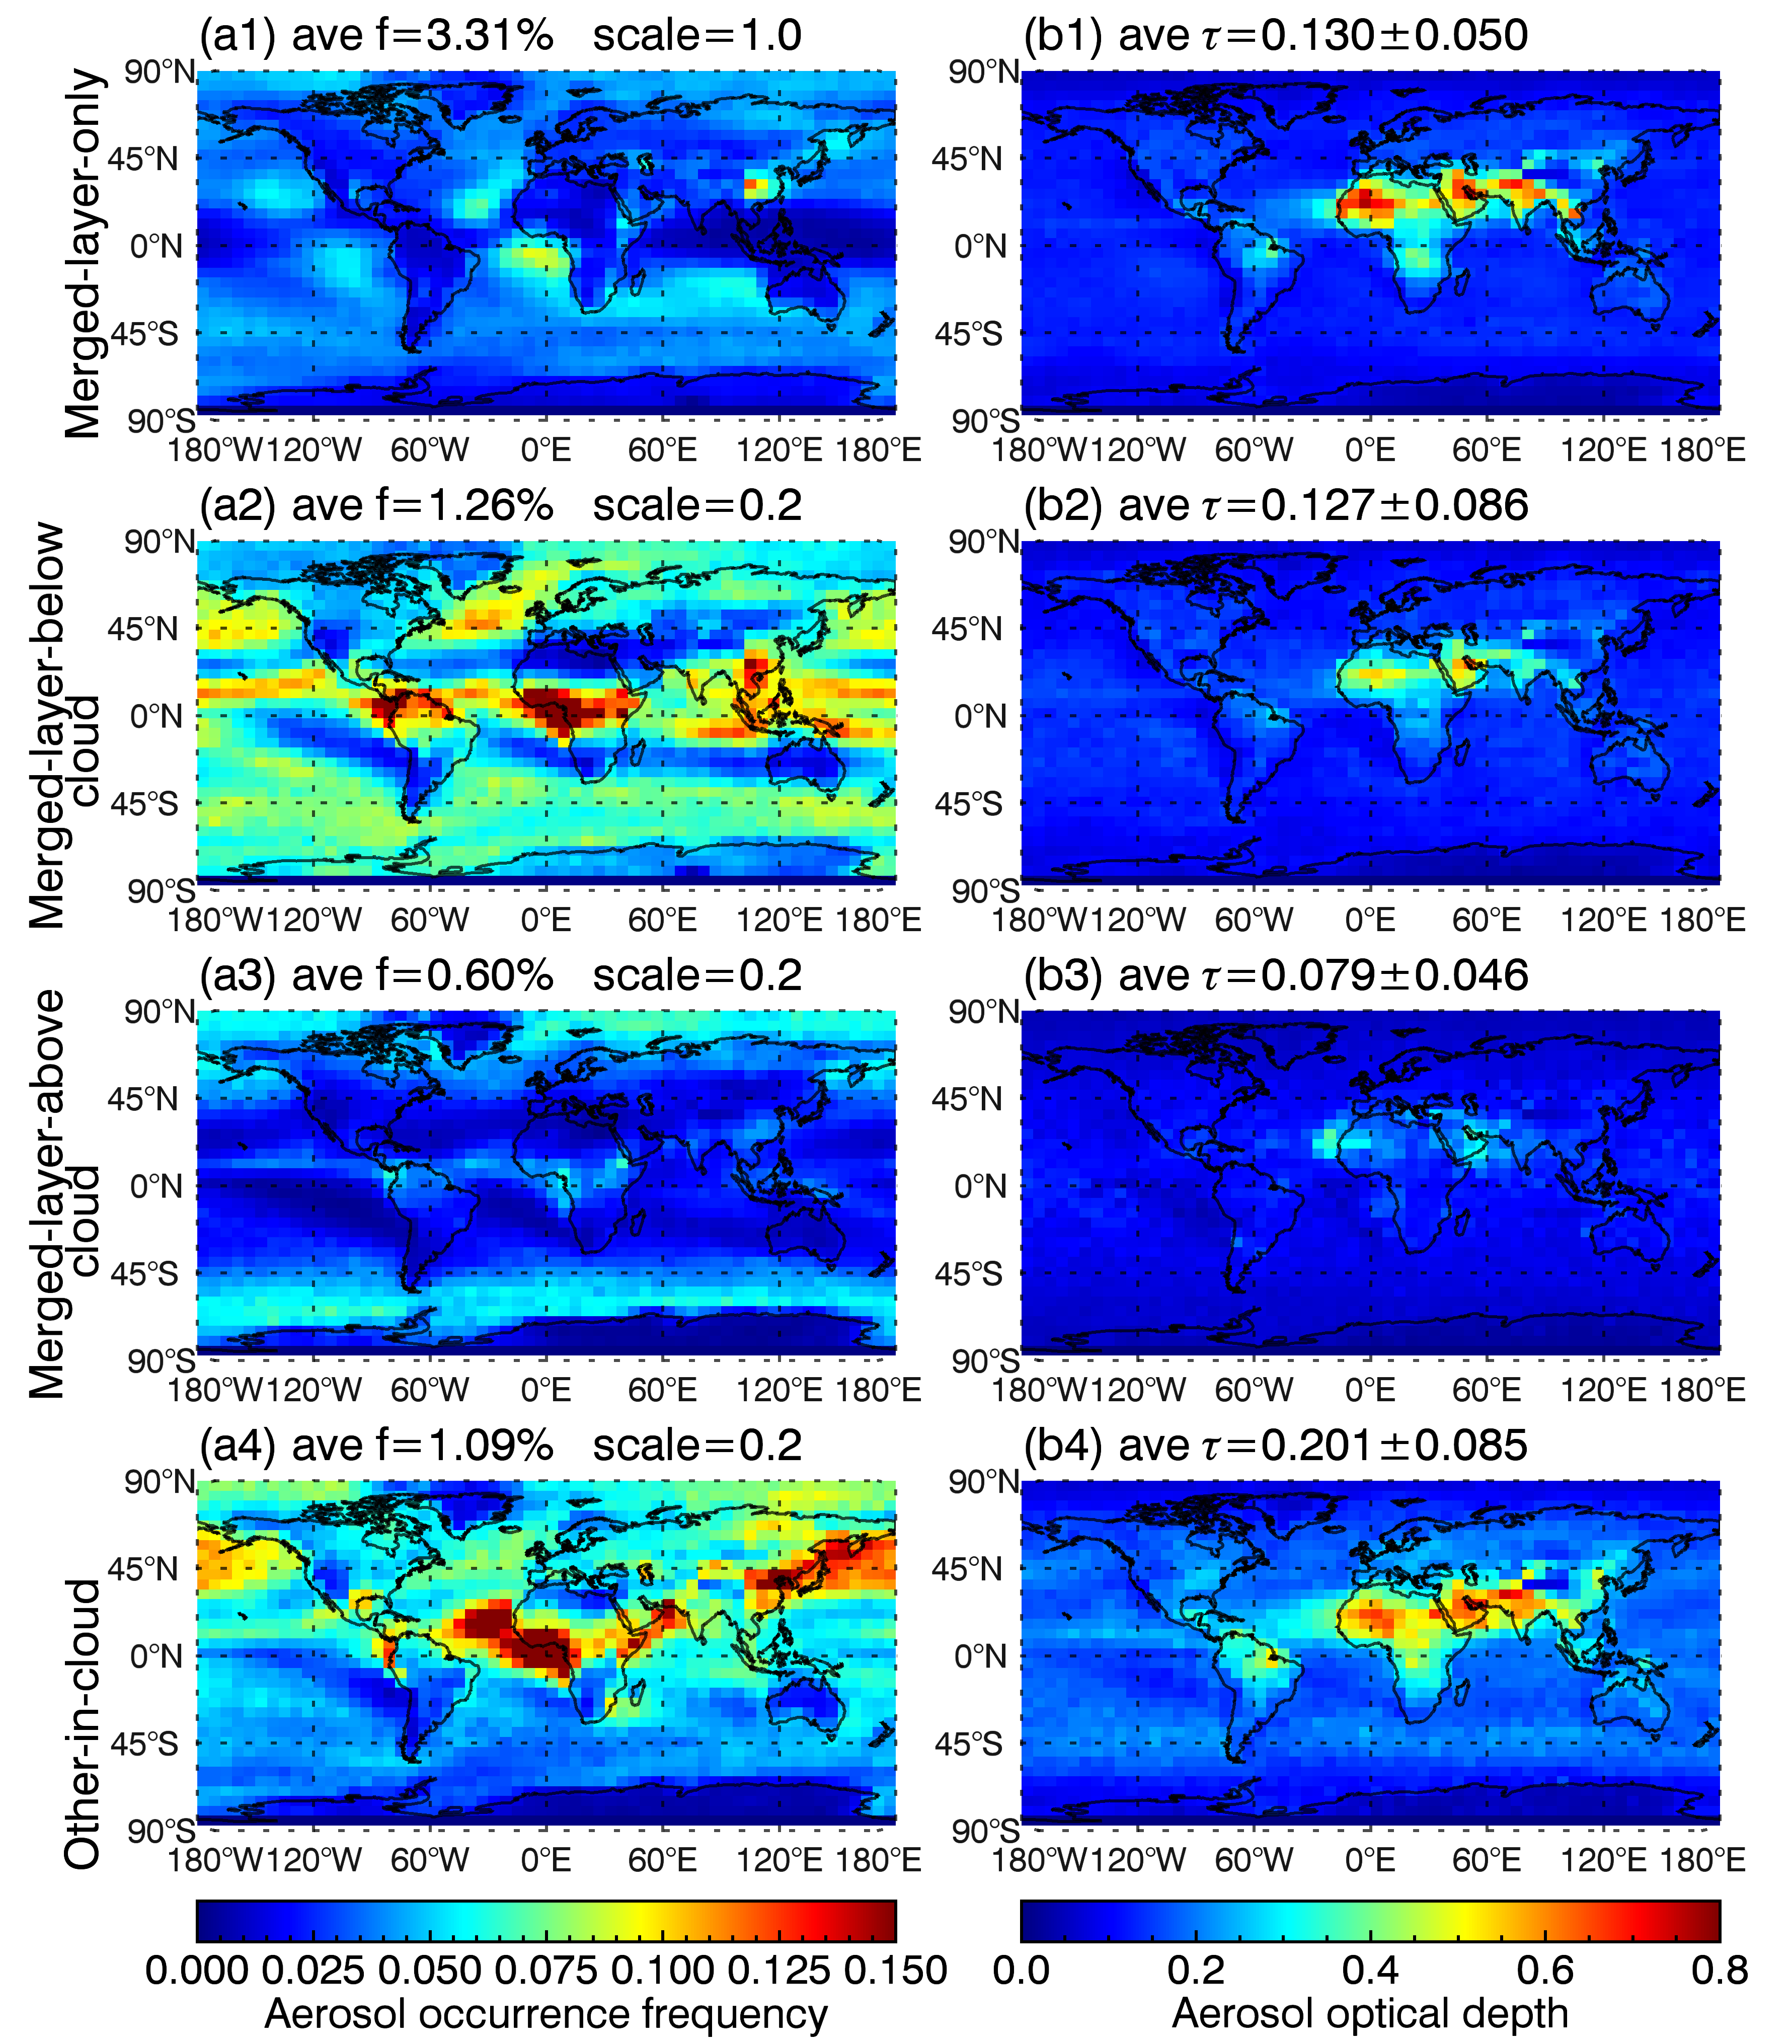 (a1) ave f=3.31% scale=1.0
(b1) ave τ=0.130±0.050
Merged-layer-only
90°N
45°N
0°N
45°S
90°S
180°W 120°W 60°W 0°E 60°E 120°E 180°E
90°N
45°N
0°N
45°S
90°S
180°W 120°W 60°W 0°E 60°E 120°E 180°E
(a2) ave f=1.26% scale=0.2
(b2) ave τ=0.127±0.086
Merged-layer-below
cloud
90°N
45°N
0°N
45°S
90°S
180°W 120°W 60°W 0°E 60°E 120°E 180°E
90°N
45°N
0°N
45°S
90°S
180°W 120°W 60°W 0°E 60°E 120°E 180°E
(a3) ave f=0.60% scale=0.2
(b3) ave τ=0.079±0.046
Merged-layer-above
cloud
90°N
45°N
0°N
45°S
90°S
180°W 120°W 60°W 0°E 60°E 120°E 180°E
90°N
45°N
0°N
45°S
90°S
180°W 120°W 60°W 0°E 60°E 120°E 180°E
(a4) ave f=1.09% scale=0.2
(b4) ave τ=0.201±0.085
Other-in-cloud
90°N
45°N
0°N
45°S
90°S
180°W 120°W 60°W 0°E 60°E 120°E 180°E
90°N
45°N
0°N
45°S
90°S
180°W 120°W 60°W 0°E 60°E 120°E 180°E
0.000 0.025 0.050 0.075 0.100 0.125 0.150
Aerosol occurrence frequency
0.0 0.2 0.4 0.6 0.8
Aerosol optical depth